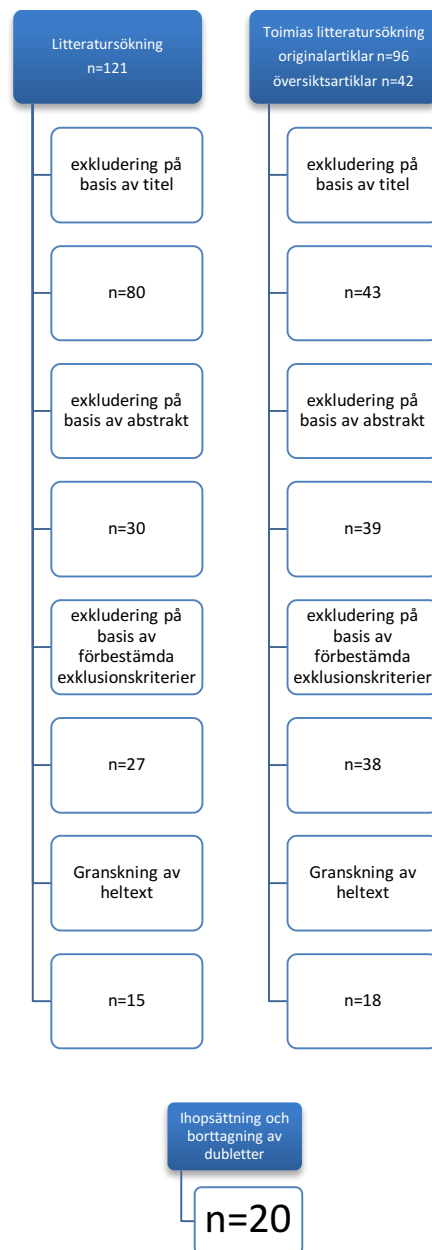 Litteratursökning
n=121
exkludering på
basis av titel
n=80
exkludering på
basis av abstrakt
n=30
exkludering på
basis av
förbestämda
exklusionskriterier
n=27
Granskning av
heltext
n=15
Toimias litteratursökning
originalartiklar n=96
översiktsartiklar n=42
exkludering på
basis av titel
n=43
exkludering på
basis av abstrakt
n=39
exkludering på
basis av
förbestämda
exklusionskriterier
n=38
Granskning av
heltext
n=18
Ihopsättning och
borttagning av
dubletter
n=20